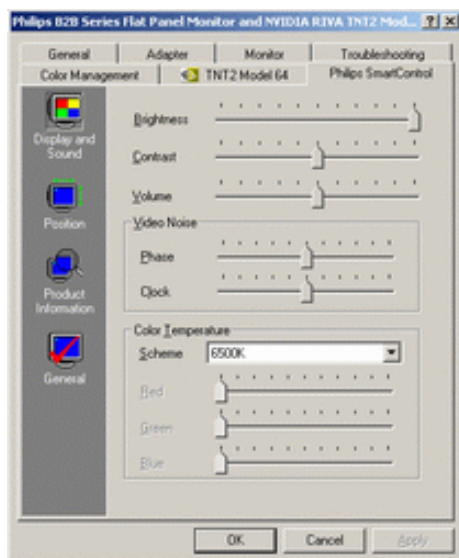 Philips B2B Series Flat Panel Monitor and NVIDIA RIVA TNT2 Mod...
General Adapter Monitor Troubleshooting
Color Management TNT2 Model 64 Philips SmartControl
Display and
Sound
Position
Product
Information
General
Brightness
Contrast
Volume
Video Noise
Phase
Clock
Color Temperature
Scheme 6500K
Red
Green
Blue
OK Cancel Apply